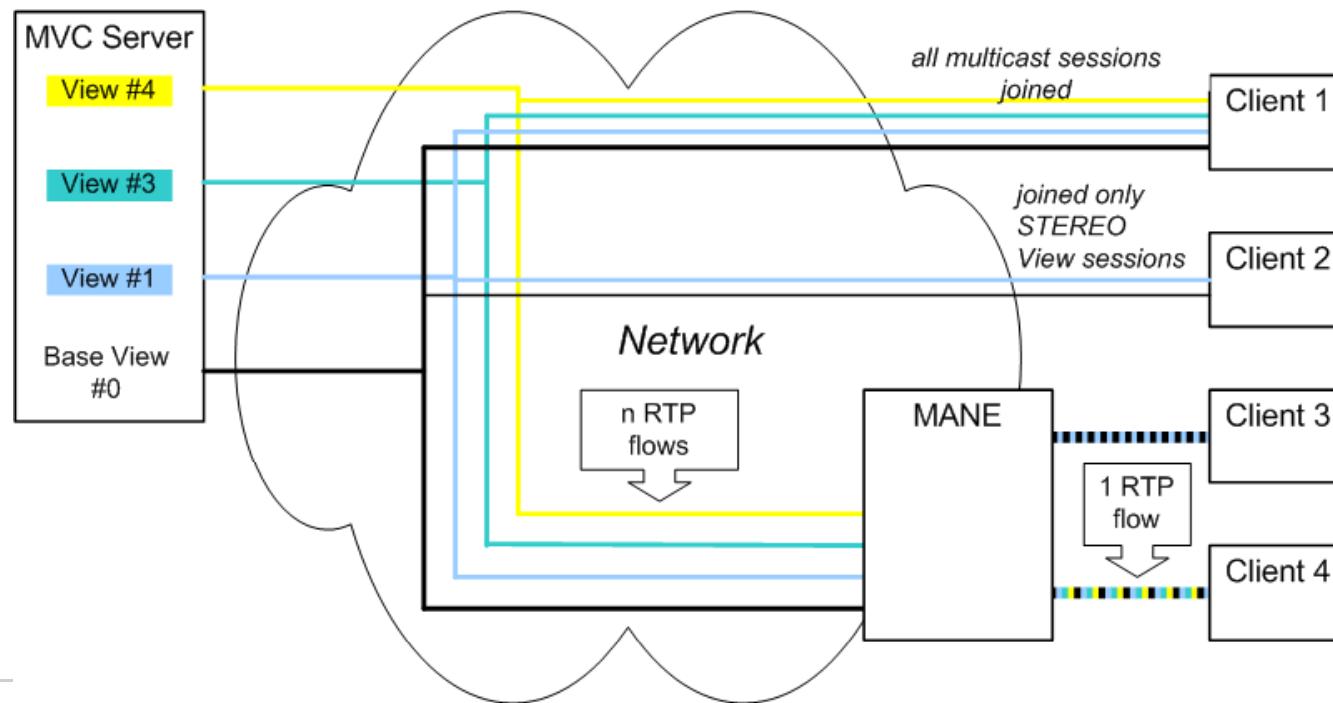 MVC Server
View #4
View #3
View #1
Base View
#0
all multicast sessions
joined
Client 1
joined only
STEREO
View sessions
Client 2
Network
n RTP
flows
MANE
Client 3
1 RTP
flow
Client 4